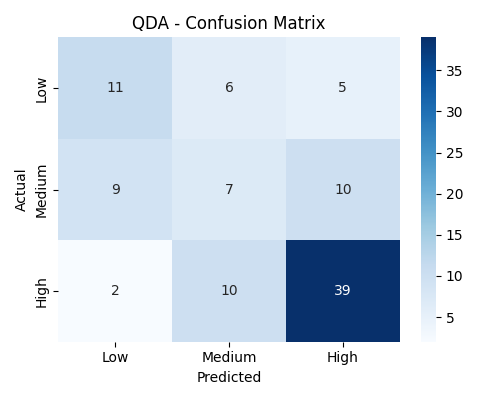 QDA - Confusion Matrix
Low 11 6 5
Medium 9 7 10
High 2 10 39
Actual
Low Medium High
Predicted
35
30
25
20
15
10
5